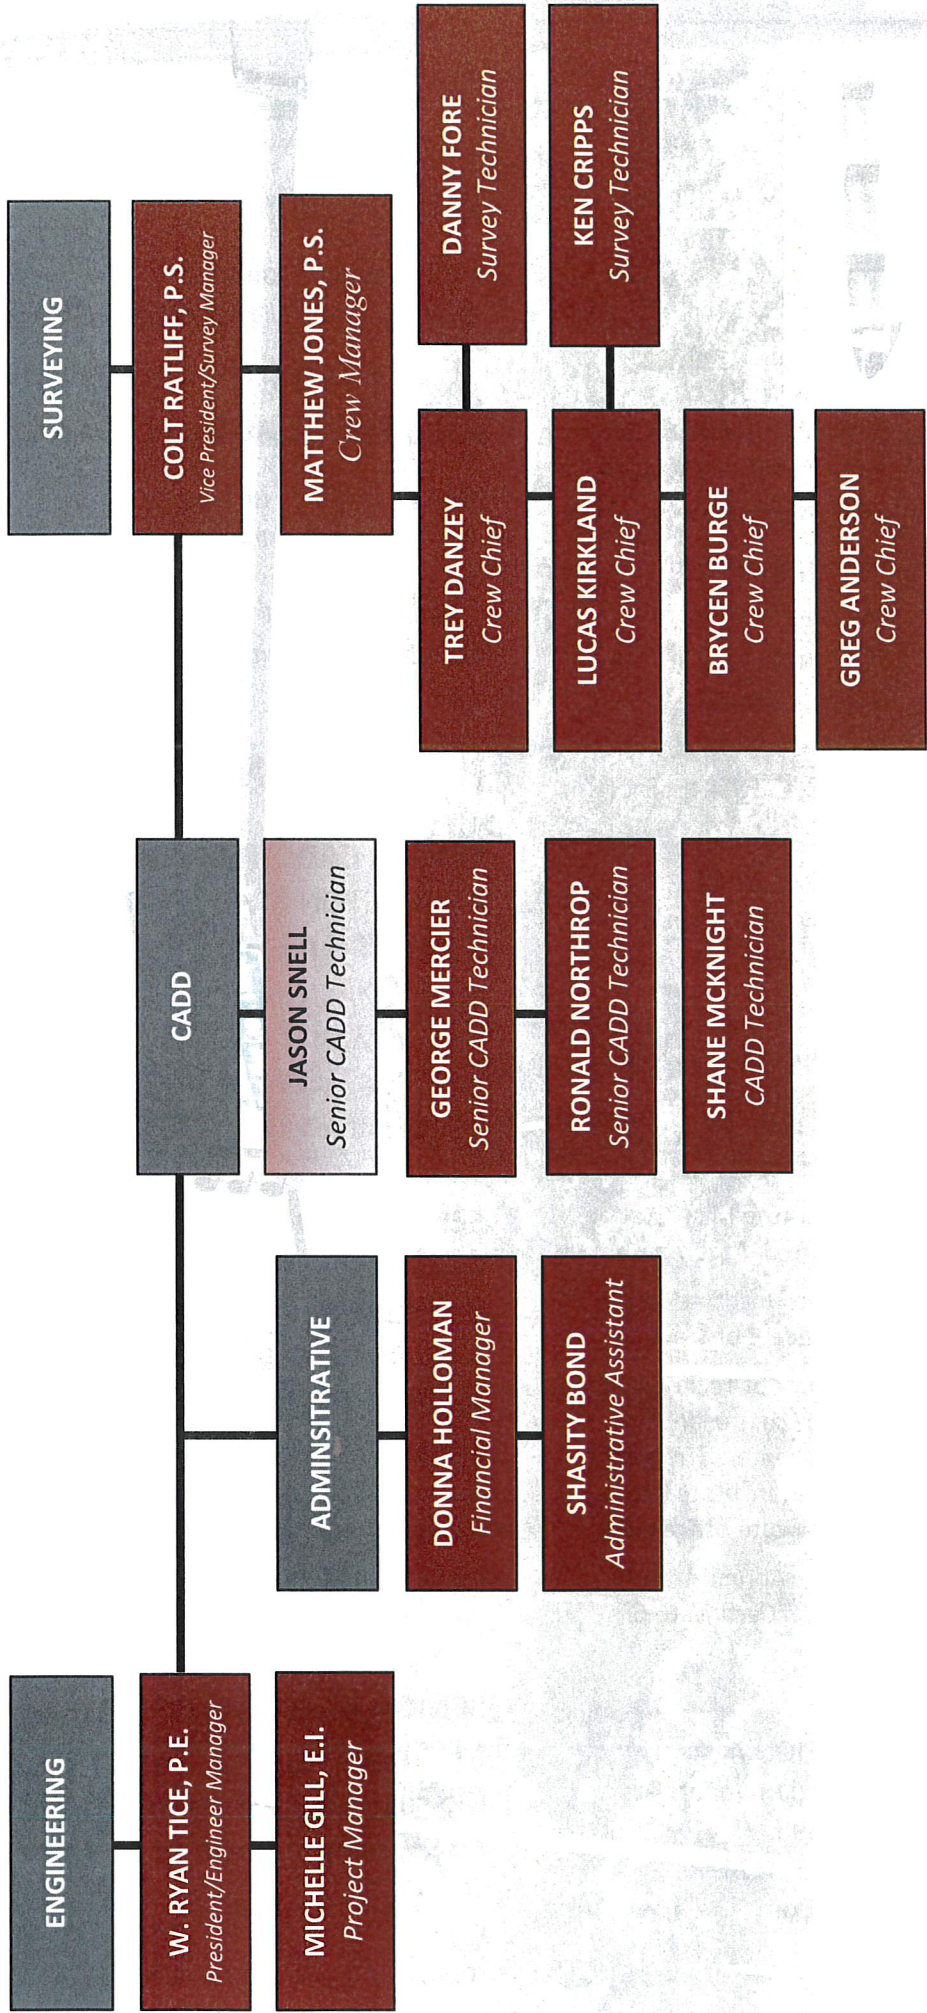 ENGINEERING
W. RYAN TICE, P.E.
President/Engineer Manager
MICHELLE GILL, E.I.
Project Manager
ADMINSITRATIVE
DONNA HOLLOMAN
Financial Manager
SHASITY BOND
Administrative Assistant
CADD
JASON SNELL
Senior CADD Technician
GEORGE MERCIER
Senior CADD Technician
RONALD NORTHROP
Senior CADD Technician
SHANE MCKNIGHT
CADD Technician
SURVEYING
COLT RATLIFF, P.S.
Vice President/Survey Manager
MATTHEW JONES, P.S.
Crew Manager
TREY DANZEY
Crew Chief
DANNY FORE
Survey Technician
LUCAS KIRKLAND
Crew Chief
KEN CRIPPS
Survey Technician
BRYCEN BURGE
Crew Chief
GREG ANDERSON
Crew Chief